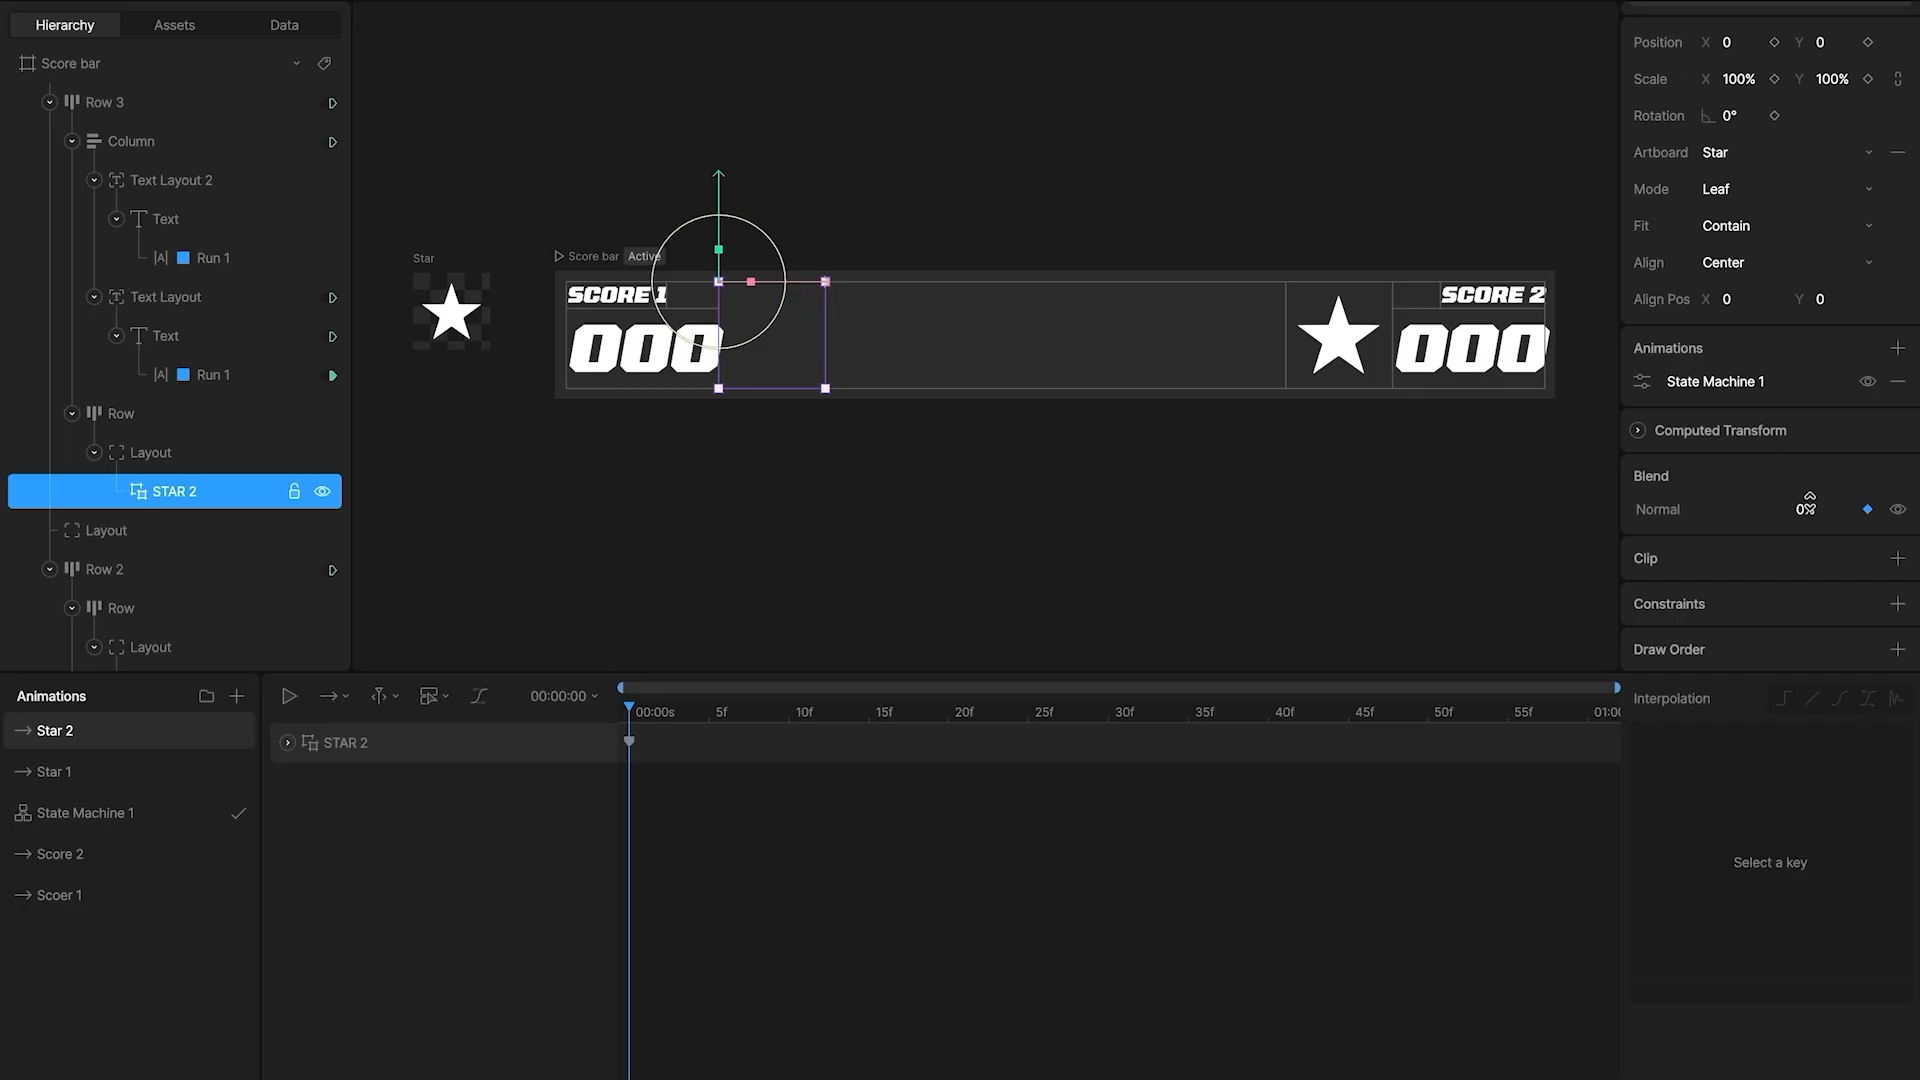 Hierarchy
Assets
Data
Score bar
Row 3
Column
Text Layout 2
Text
Run 1
Text Layout
Text
Run 1
Row
Layout
STAR 2
Layout
Row 2
Row
Layout
Star
Score bar
Active
SCORE 1
000
SCORE 2
000
Position X 0 Y 0
Scale X 100% Y 100%
Rotation 0°
Artboard Star
Mode Leaf
Fit Contain
Align Center
Align Pos X 0 Y 0
Animations
State Machine 1
Computed Transform
Blend
Normal 0%
Clip
Constraints
Draw Order
Animations
Star 2
Star 1
State Machine 1
Score 2
Scoer 1
00:00:00
00:00s 5f 10f 15f 20f 25f 30f 35f 40f 45f 50f 55f 01:0
STAR 2
Interpolation
Select a key